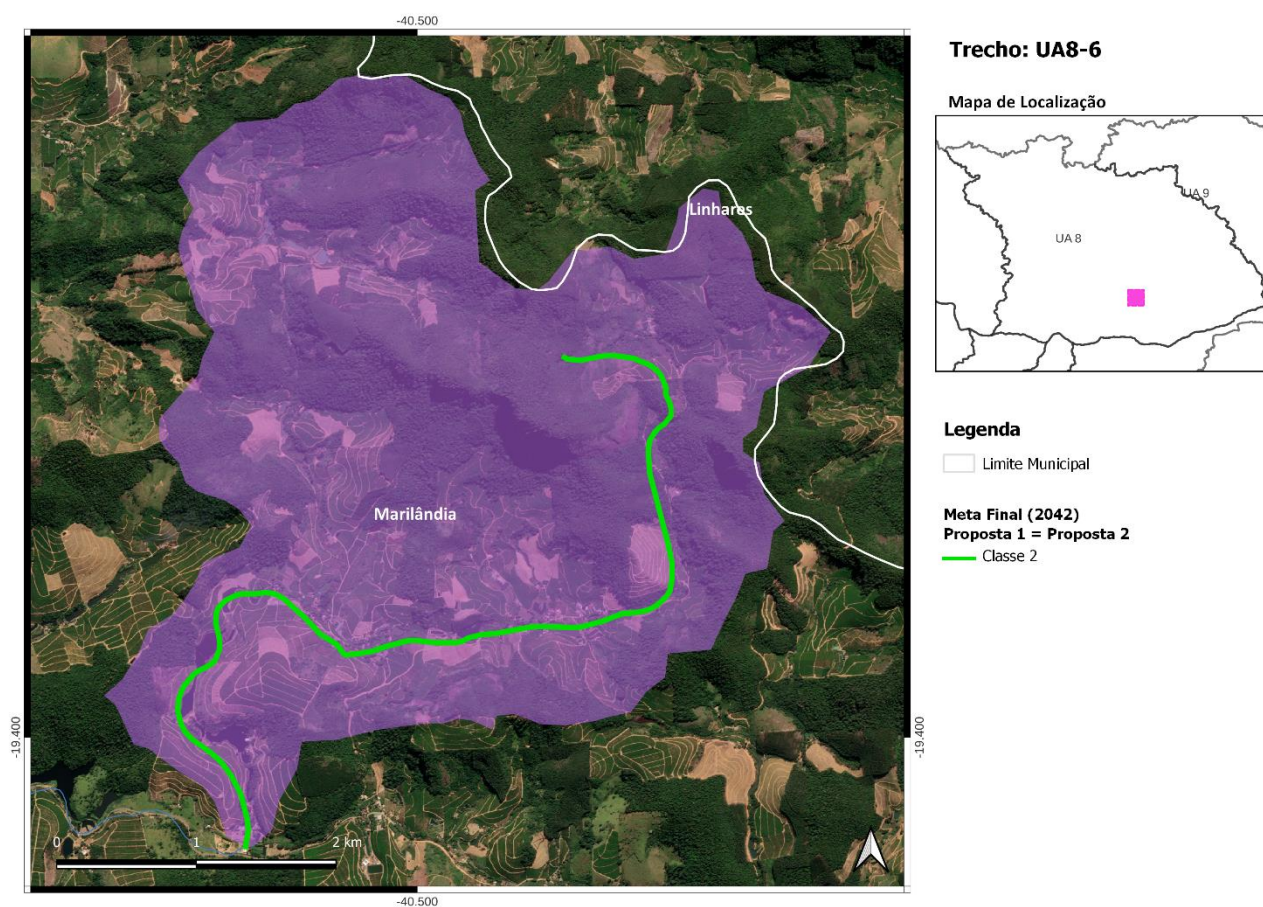 -40.500
Trecho: UA8-6
Mapa de Localização
UA 9
UA 8
Linhares
Legenda
Limite Municipal
Marilândia
Meta Final (2042)
Proposta 1 = Proposta 2
Classe 2
-19.400
-19.400
0 1 2 km
-40.500